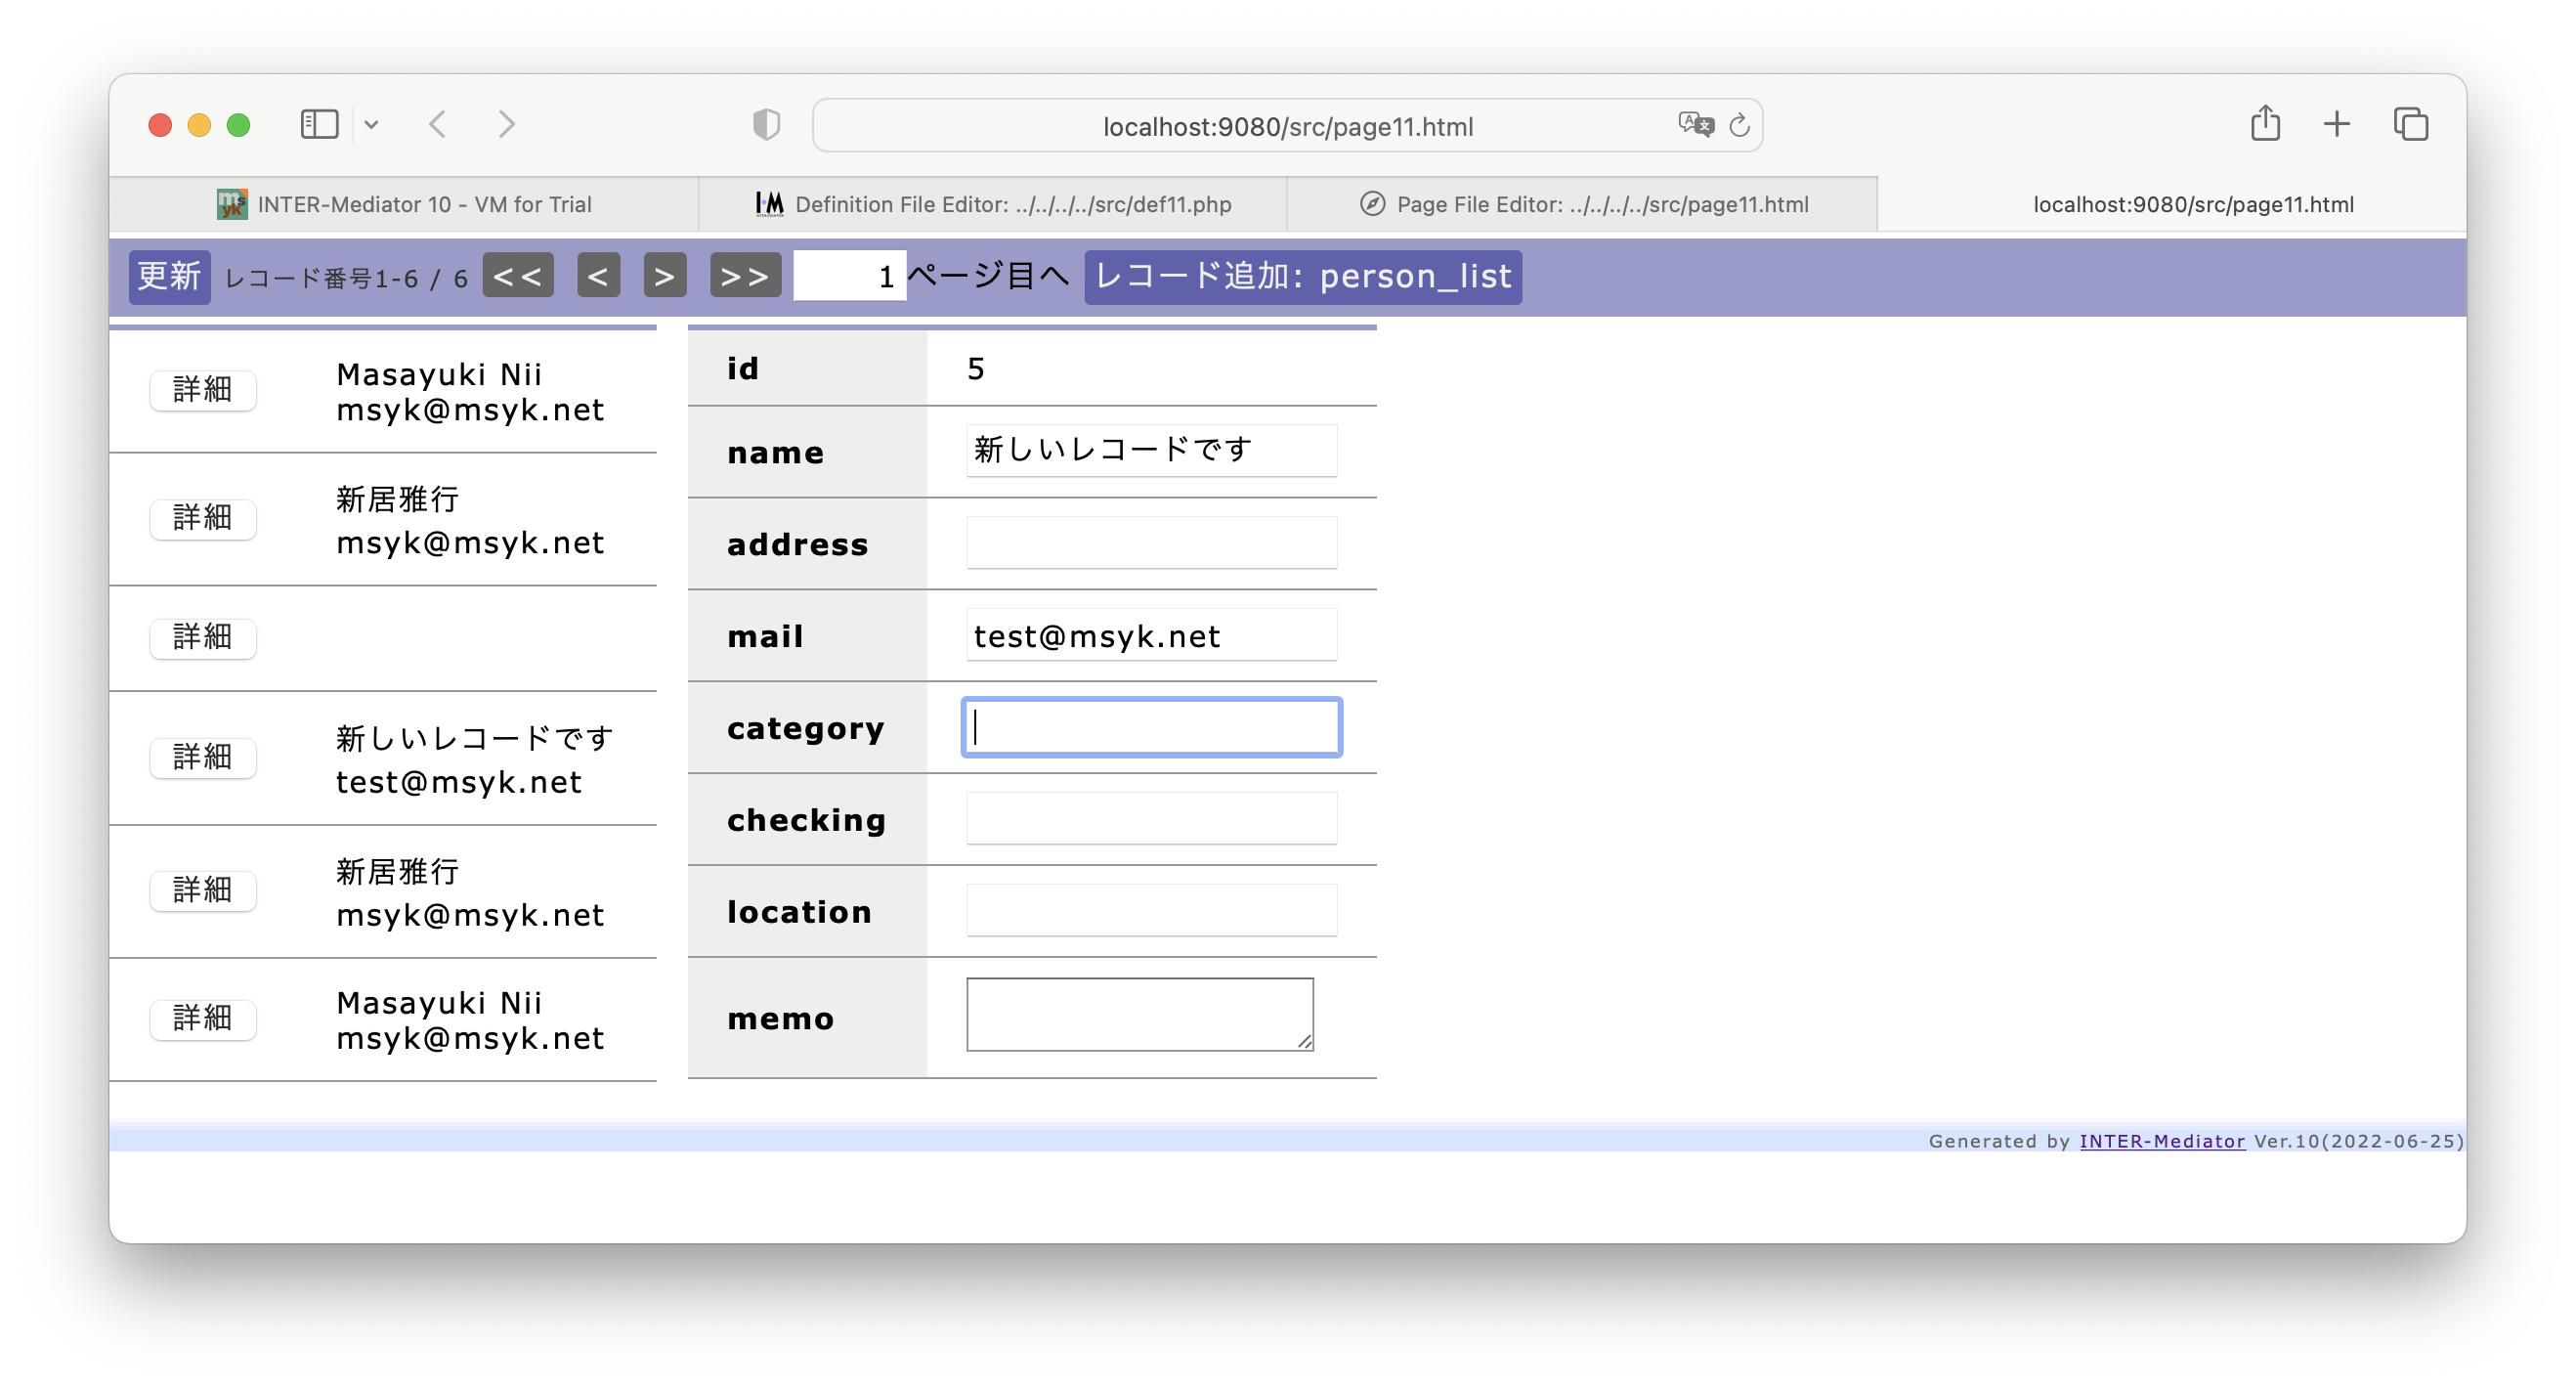 localhost:9080/src/page11.html
INTER-Mediator 10 - VM for Trial
Definition File Editor: ../../../../src/def11.php
Page File Editor: ../../../../src/page11.html
localhost:9080/src/page11.html
更新 レコード番号1-6 / 6 << < > >> 1 ページ目へ レコード追加: person_list
詳細
Masayuki Nii
msyk@msyk.net
詳細
新居雅行
msyk@msyk.net
詳細
詳細
新しいレコードです
test@msyk.net
詳細
新居雅行
msyk@msyk.net
詳細
Masayuki Nii
msyk@msyk.net
id 5
name 新しいレコードです
address
mail test@msyk.net
category
checking
location
memo
Generated by INTER-Mediator Ver.10(2022-06-25)